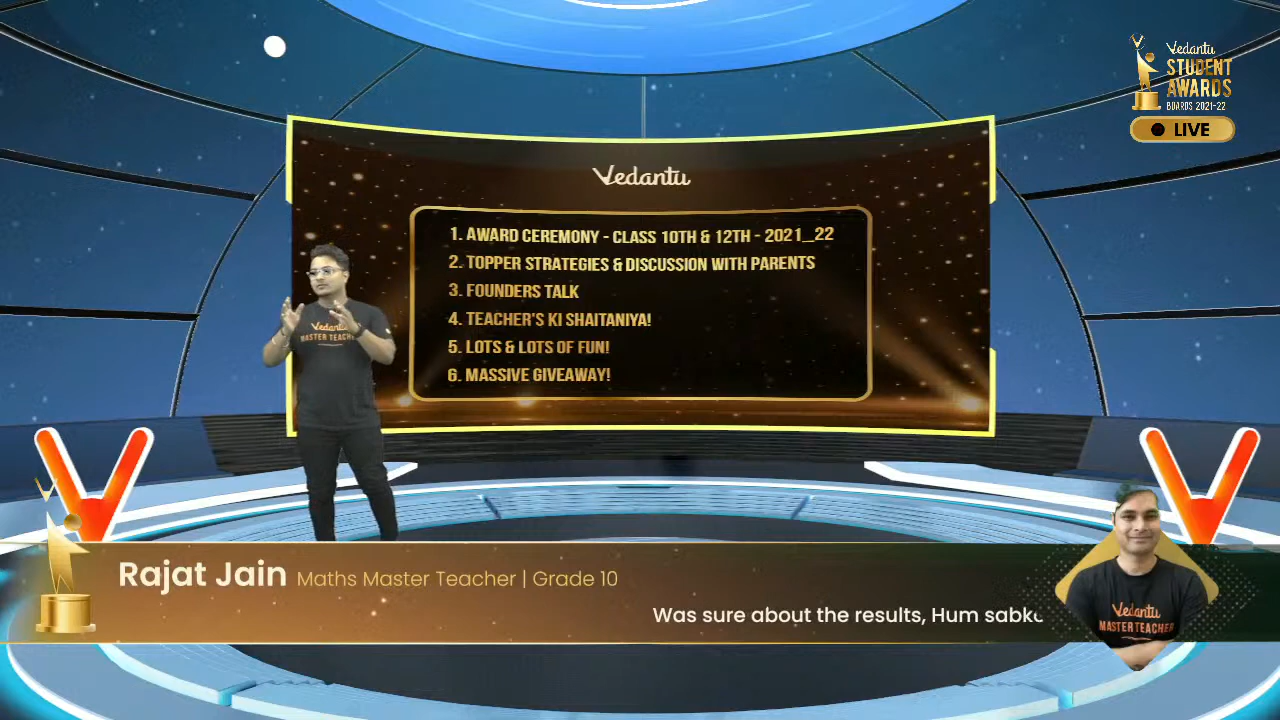 Vedantu
STUDENT
AWARDS
BOARDS 2021-22
LIVE
Vedantu
1. AWARD CEREMONY - CLASS 10TH & 12TH - 2021_22
2. TOPPER STRATEGIES & DISCUSSION WITH PARENTS
3. FOUNDERS TALK
4. TEACHER'S KI SHAITANIYA!
5. LOTS & LOTS OF FUN!
6. MASSIVE GIVEAWAY!
Vedantu
MASTER TEACHER
Rajat Jain Maths Master Teacher | Grade 10
Was sure about the results, Hum sabko
Vedantu
MASTER TEACHER